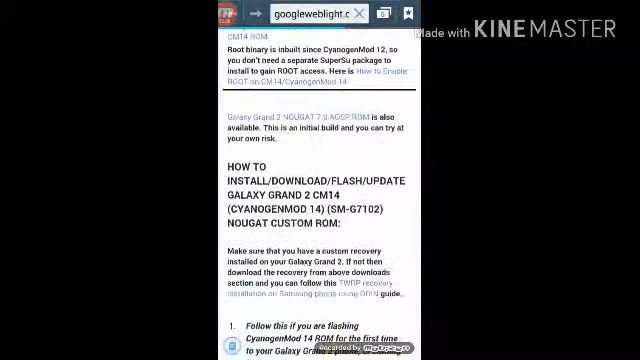 googleweblight.c
5
Made with KINEMASTER
CM14 ROM
Root binary is inbuilt since CyanogenMod 12, so
you don't need a separate SuperSu package to
install to gain ROOT access. Here is How to Enable
ROOT on CM14/CyanogenMod 14
Galaxy Grand 2 NOUGAT 7.0 AOSP ROM is also
available. This is an initial build and you can try at
your own risk.
HOW TO
INSTALL/DOWNLOAD/FLASH/UPDATE
GALAXY GRAND 2 CM14
(CYANOGENMOD 14) (SM-G7102)
NOUGAT CUSTOM ROM:
Make sure that you have a custom recovery
installed on your Galaxy Grand 2. If not then
download the recovery from above downloads
section and you can follow this TWRP recovery
installation on Samsung phone using ODIN guide.
1. Follow this if you are flashing
CyanogenMod 14 ROM for the first time
to your Galaxy Grand 2 phone, or coming
Recorded by